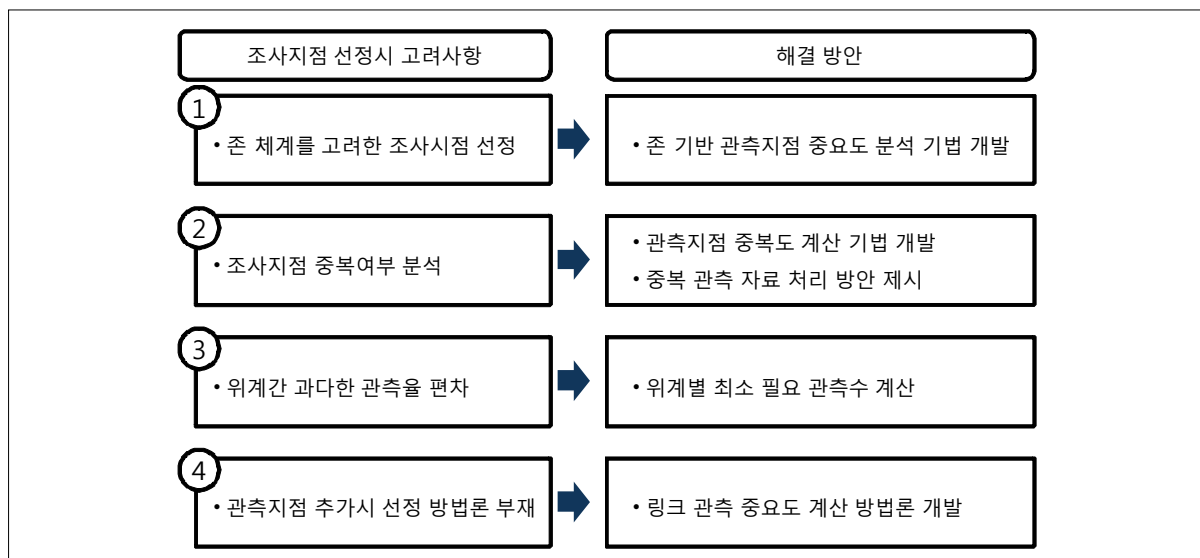 조사지점 선정시 고려사항
해결 방안
1
• 존 체계를 고려한 조사시점 선정
• 존 기반 관측지점 중요도 분석 기법 개발
2
• 조사지점 중복여부 분석
• 관측지점 중복도 계산 기법 개발
• 중복 관측 자료 처리 방안 제시
3
• 위계간 과다한 관측율 편차
• 위계별 최소 필요 관측수 계산
4
• 관측지점 추가시 선정 방법론 부재
• 링크 관측 중요도 계산 방법론 개발